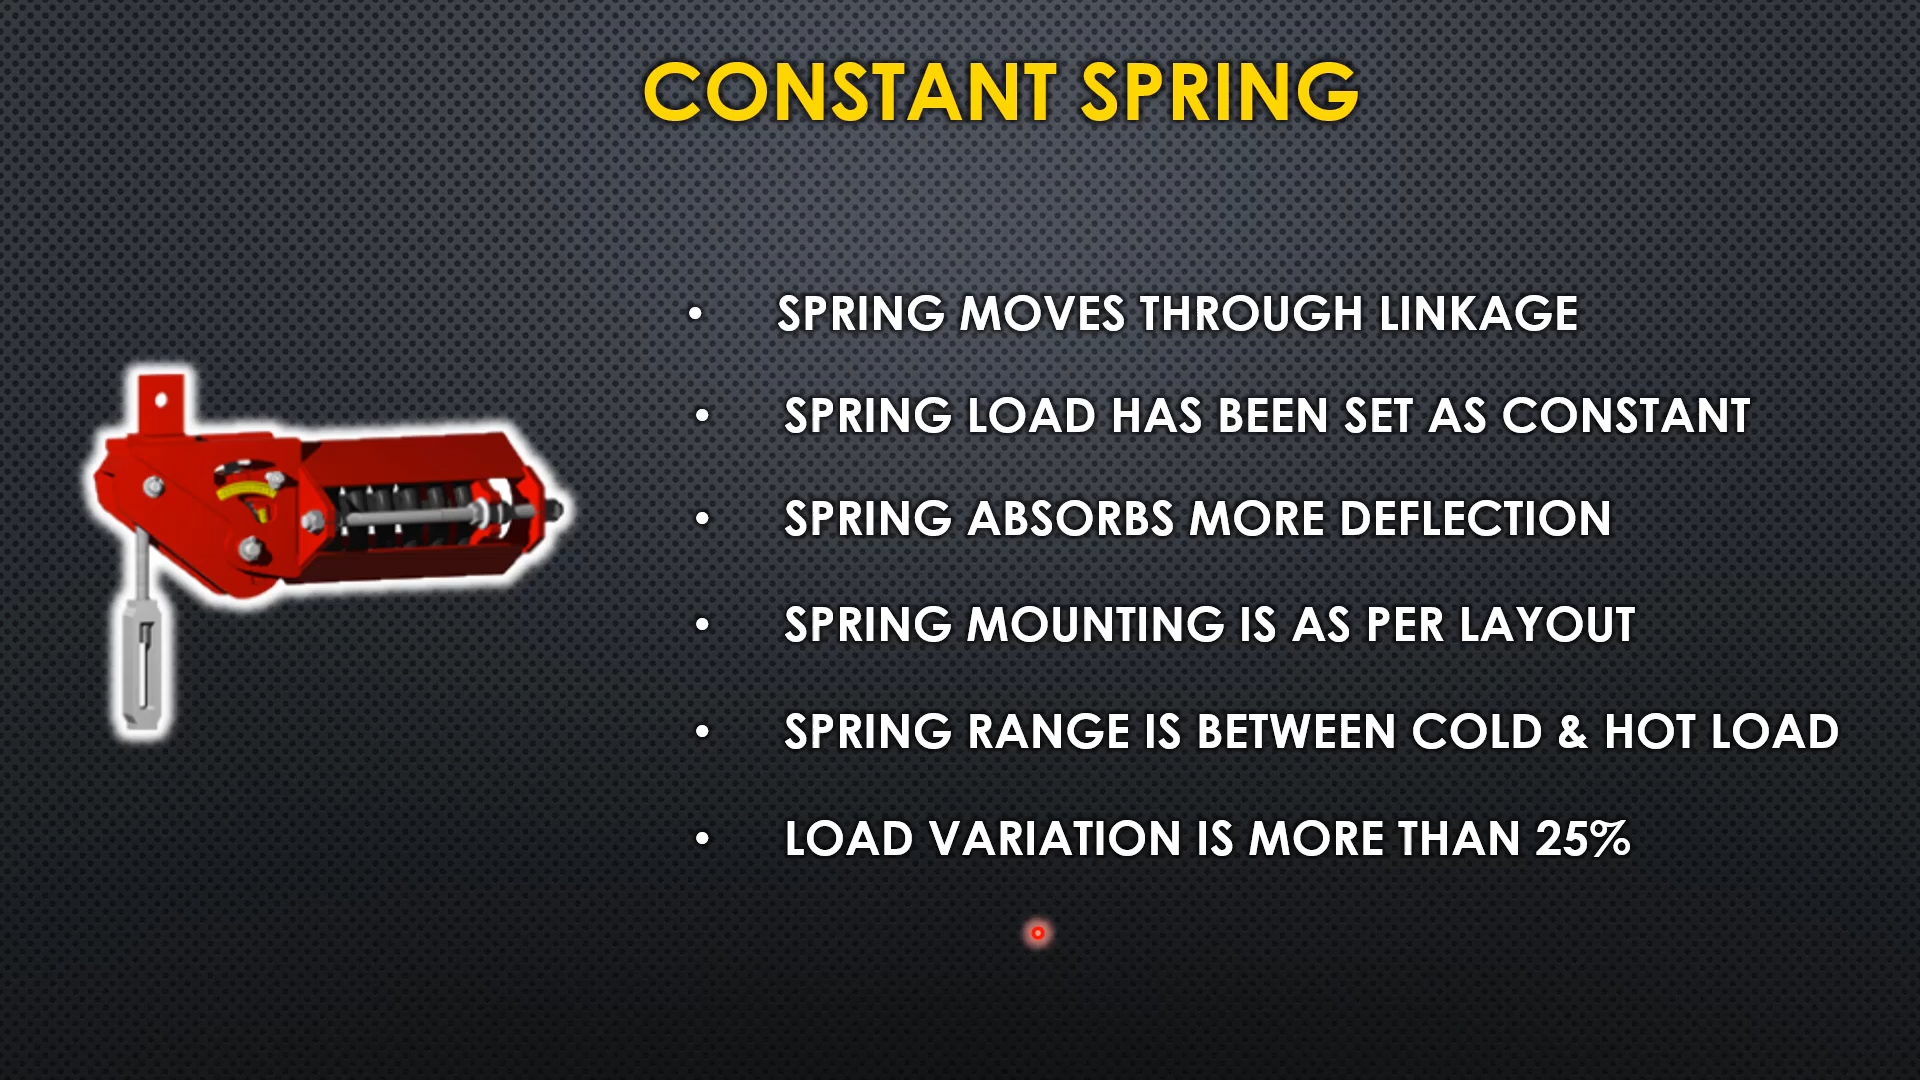 CONSTANT SPRING
• SPRING MOVES THROUGH LINKAGE
• SPRING LOAD HAS BEEN SET AS CONSTANT
• SPRING ABSORBS MORE DEFLECTION
• SPRING MOUNTING IS AS PER LAYOUT
• SPRING RANGE IS BETWEEN COLD & HOT LOAD
• LOAD VARIATION IS MORE THAN 25%